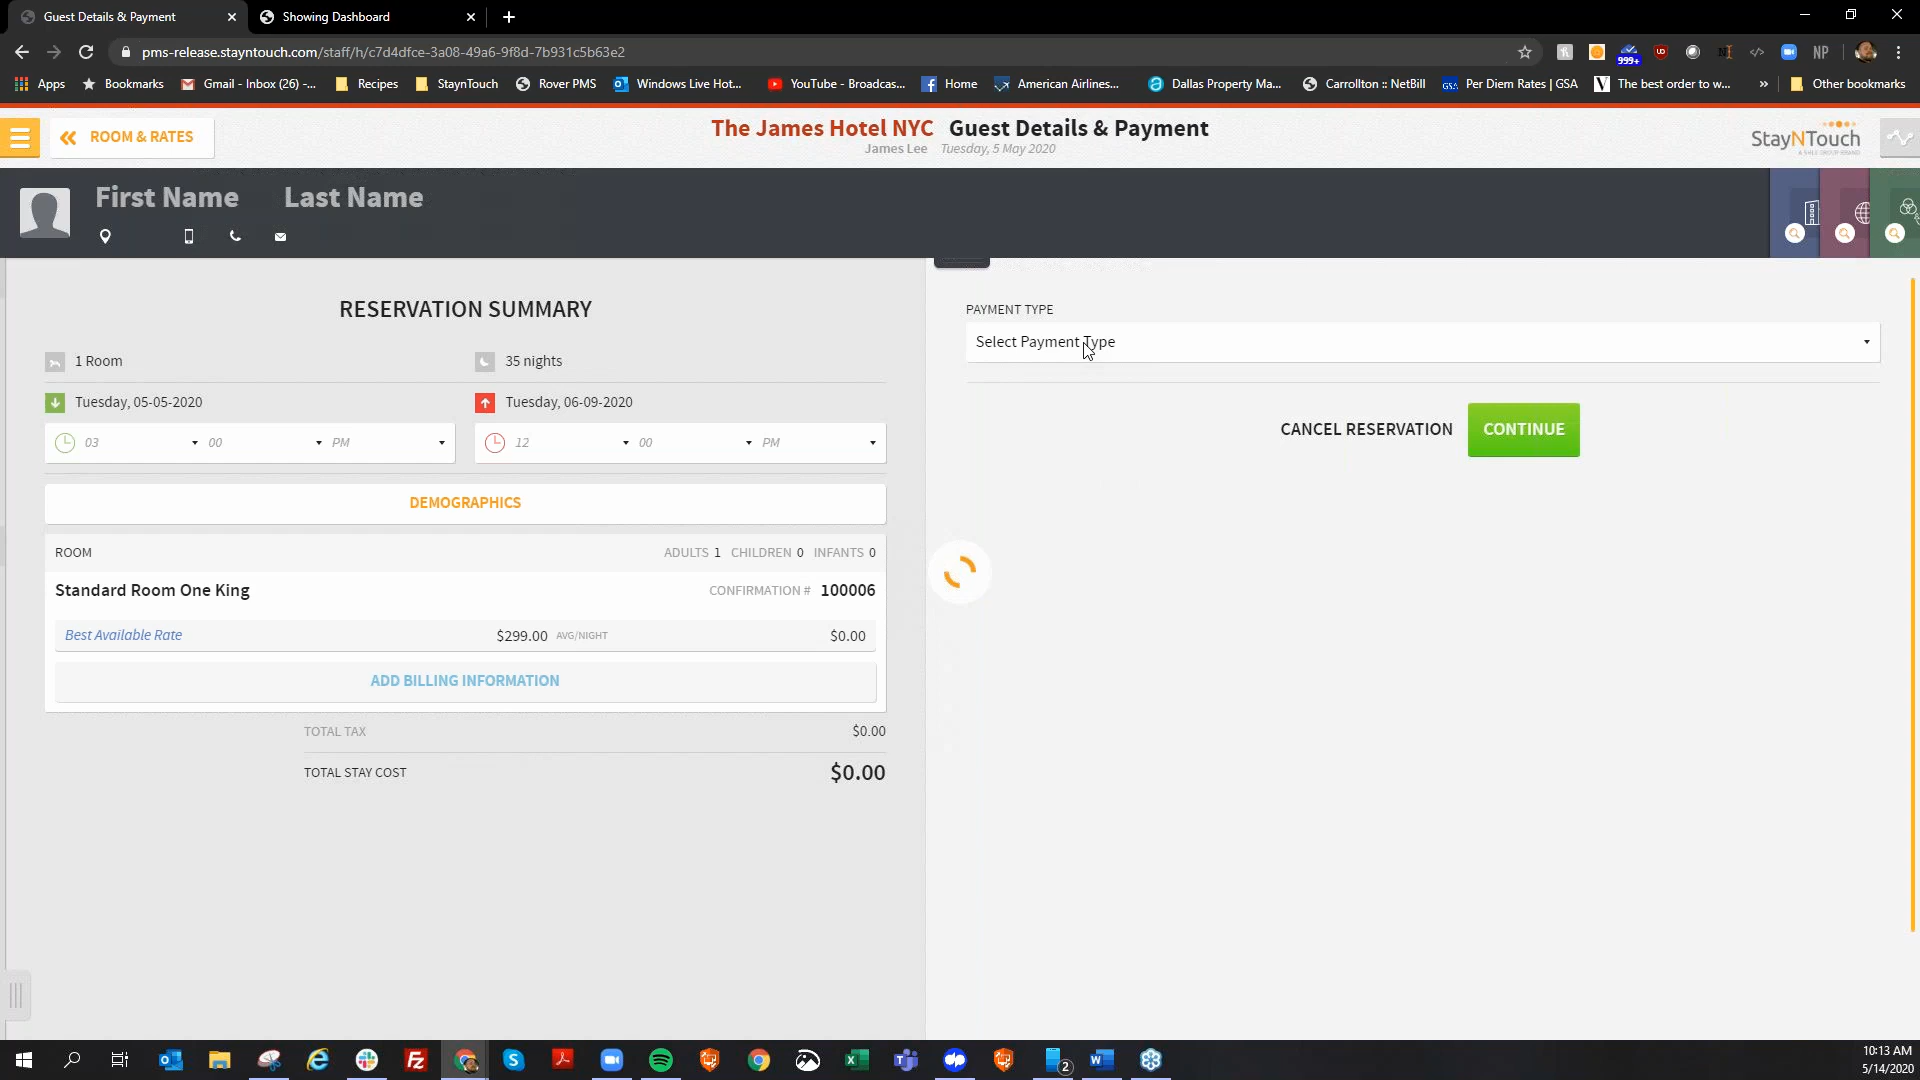 Guest Details & Payment
Showing Dashboard
pms-release.stayntouch.com/staff/h/c7d4dfce-3a08-49a6-9f8d-7b931c5b63e2
999+
NP
Apps
Bookmarks
Gmail - Inbox (26) -...
Recipes
StaynTouch
Rover PMS
Windows Live Hot...
YouTube - Broadcas...
Home
American Airlines...
Dallas Property Ma...
Carrollton :: NetBill
GSA
Per Diem Rates | GSA
The best order to w...
»
Other bookmarks
ROOM & RATES
The James Hotel NYC Guest Details & Payment
James Lee Tuesday, 5 May 2020
StayNTouch
First Name Last Name
RESERVATION SUMMARY
1 Room 35 nights
Tuesday, 05-05-2020 Tuesday, 06-09-2020
03 00 PM 12 00 PM
DEMOGRAPHICS
ROOM ADULTS 1 CHILDREN 0 INFANTS 0
Standard Room One King CONFIRMATION # 100006
Best Available Rate $299.00 AVG/NIGHT $0.00
ADD BILLING INFORMATION
TOTAL TAX $0.00
TOTAL STAY COST $0.00
PAYMENT TYPE
Select Payment Type
CANCEL RESERVATION CONTINUE
2
10:13 AM
5/14/2020